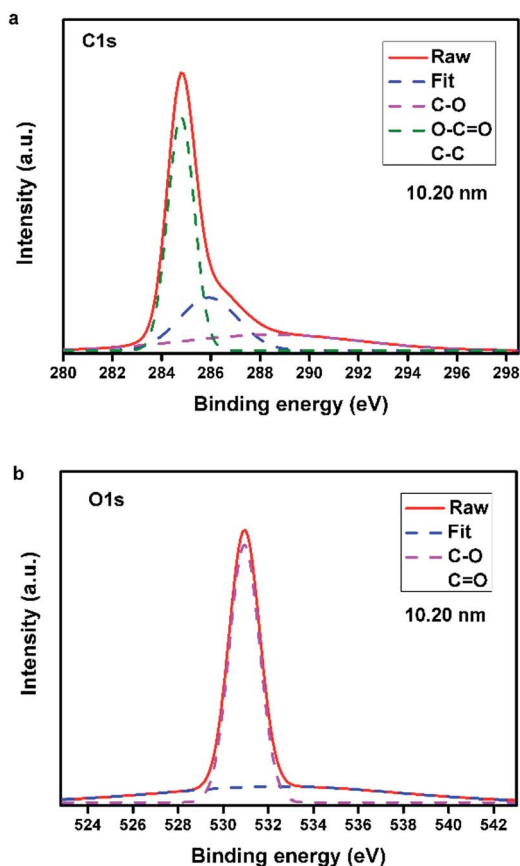 a
C1s
Raw
Fit
C-O
O-C=O
C-C
10.20 nm
Intensity (a.u.)
280 282 284 286 288 290 292 294 296 298
Binding energy (eV)
b
O1s
Raw
Fit
C-O
C=O
10.20 nm
Intensity (a.u.)
524 526 528 530 532 534 536 538 540 542
Binding energy (eV)